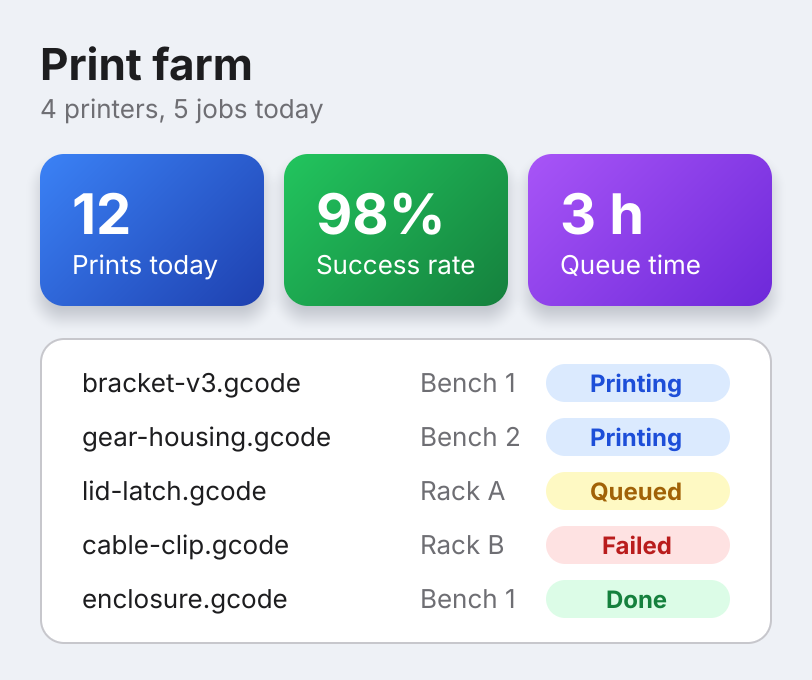 Print farm
4 printers, 5 jobs today
12
Prints today
98%
Success rate
3 h
Queue time
bracket-v3.gcode Bench 1 Printing
gear-housing.gcode Bench 2 Printing
lid-latch.gcode Rack A Queued
cable-clip.gcode Rack B Failed
enclosure.gcode Bench 1 Done